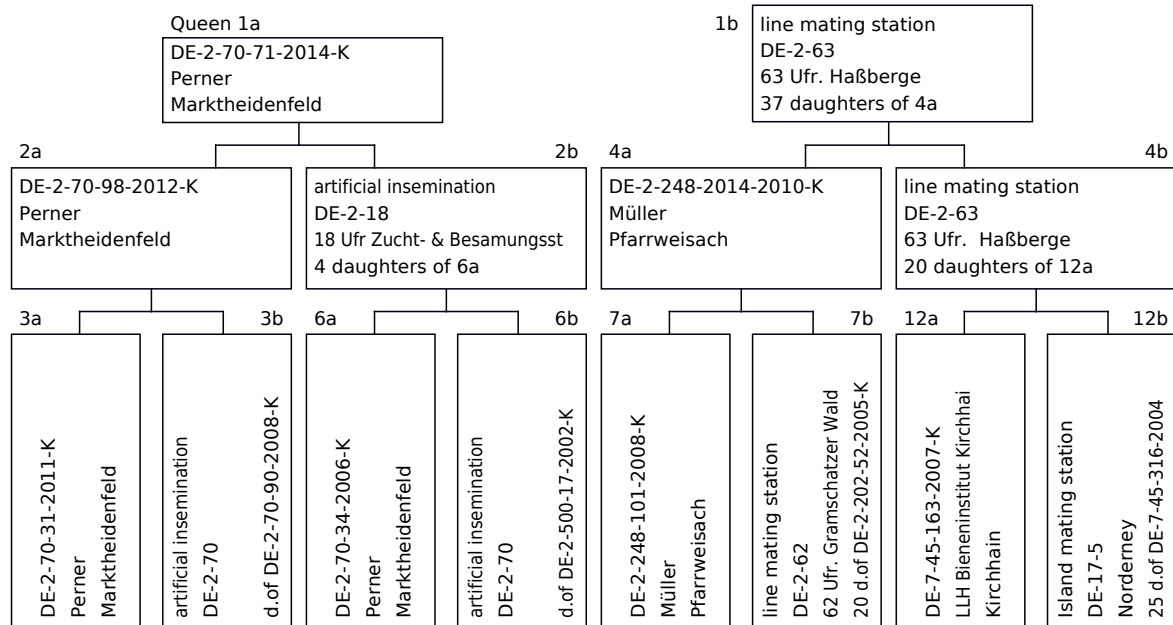 Queen 1a
DE-2-70-71-2014-K
Perner
Marktheidenfeld
1b
line mating station
DE-2-63
63 Ufr. Haßberge
37 daughters of 4a
2a
DE-2-70-98-2012-K
Perner
Marktheidenfeld
2b
artificial insemination
DE-2-18
18 Ufr Zucht- & Besamungsst
4 daughters of 6a
4a
DE-2-248-2014-2010-K
Müller
Pfarrweisach
4b
line mating station
DE-2-63
63 Ufr.  Haßberge
20 daughters of 12a
3a
DE-2-70-31-2011-K
Perner
Marktheidenfeld
3b
artificial insemination
DE-2-70
d.of DE-2-70-90-2008-K
6a
DE-2-70-34-2006-K
Perner
Marktheidenfeld
6b
artificial insemination
DE-2-70
d.of DE-2-500-17-2002-K
7a
DE-2-248-101-2008-K
Müller
Pfarrweisach
7b
line mating station
DE-2-62
62 Ufr. Gramschatzer Wald
20 d.of DE-2-202-52-2005-K
12a
DE-7-45-163-2007-K
LLH Bieneninstitut Kirchhai
Kirchhain
12b
Island mating station
DE-17-5
Norderney
25 d.of DE-7-45-316-2004